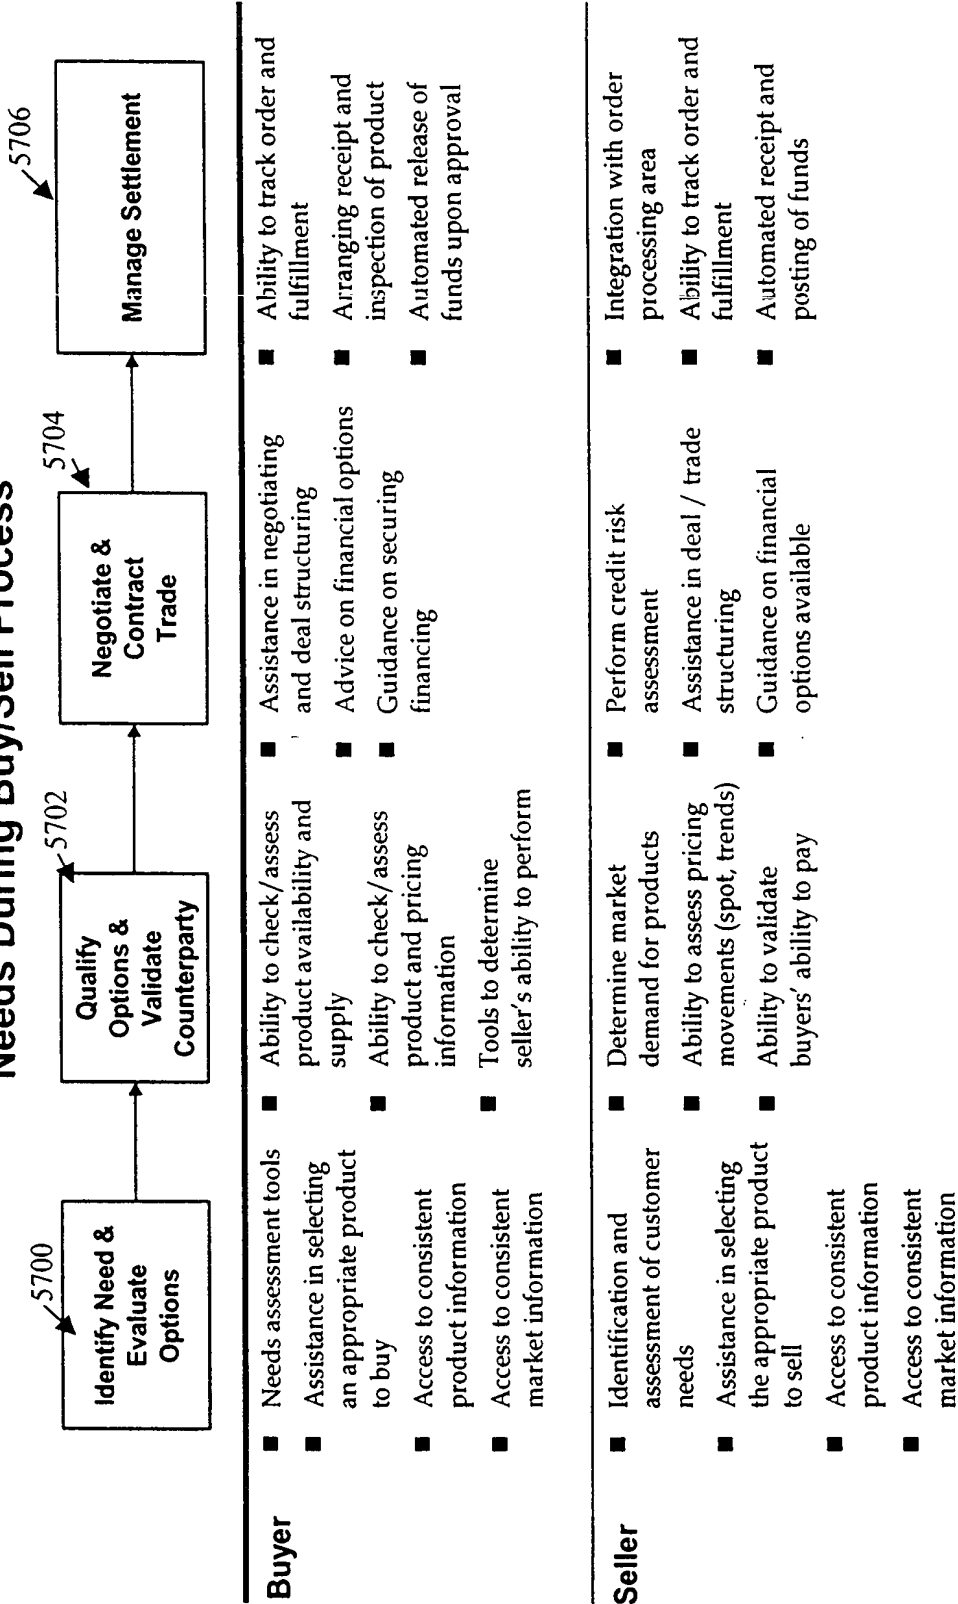 Needs During Buy/Sell Process
5700
Identify Need &
Evaluate
Options
5702
Qualify
Options &
Validate
Counterparty
5704
Negotiate &
Contract
Trade
5706
Manage Settlement
Buyer
■ Needs assessment tools
■ Assistance in selecting
an appropriate product
to buy
■ Access to consistent
product information
■ Access to consistent
market information
■ Ability to check/assess
product availability and
supply
■ Ability to check/assess
product and pricing
information
■ Tools to determine
seller's ability to perform
■ Assistance in negotiating
and deal structuring
■ Advice on financial options
■ Guidance on securing
financing
■ Ability to track order and
fulfillment
■ Arranging receipt and
inspection of product
■ Automated release of
funds upon approval
Seller
■ Identification and
assessment of customer
needs
■ Assistance in selecting
the appropriate product
to sell
■ Access to consistent
product information
■ Access to consistent
market information
■ Determine market
demand for products
■ Ability to assess pricing
movements (spot, trends)
■ Ability to validate
buyers' ability to pay
■ Perform credit risk
assessment
■ Assistance in deal / trade
structuring
■ Guidance on financial
options available
■ Integration with order
processing area
■ Ability to track order and
fulfillment
■ Automated receipt and
posting of funds